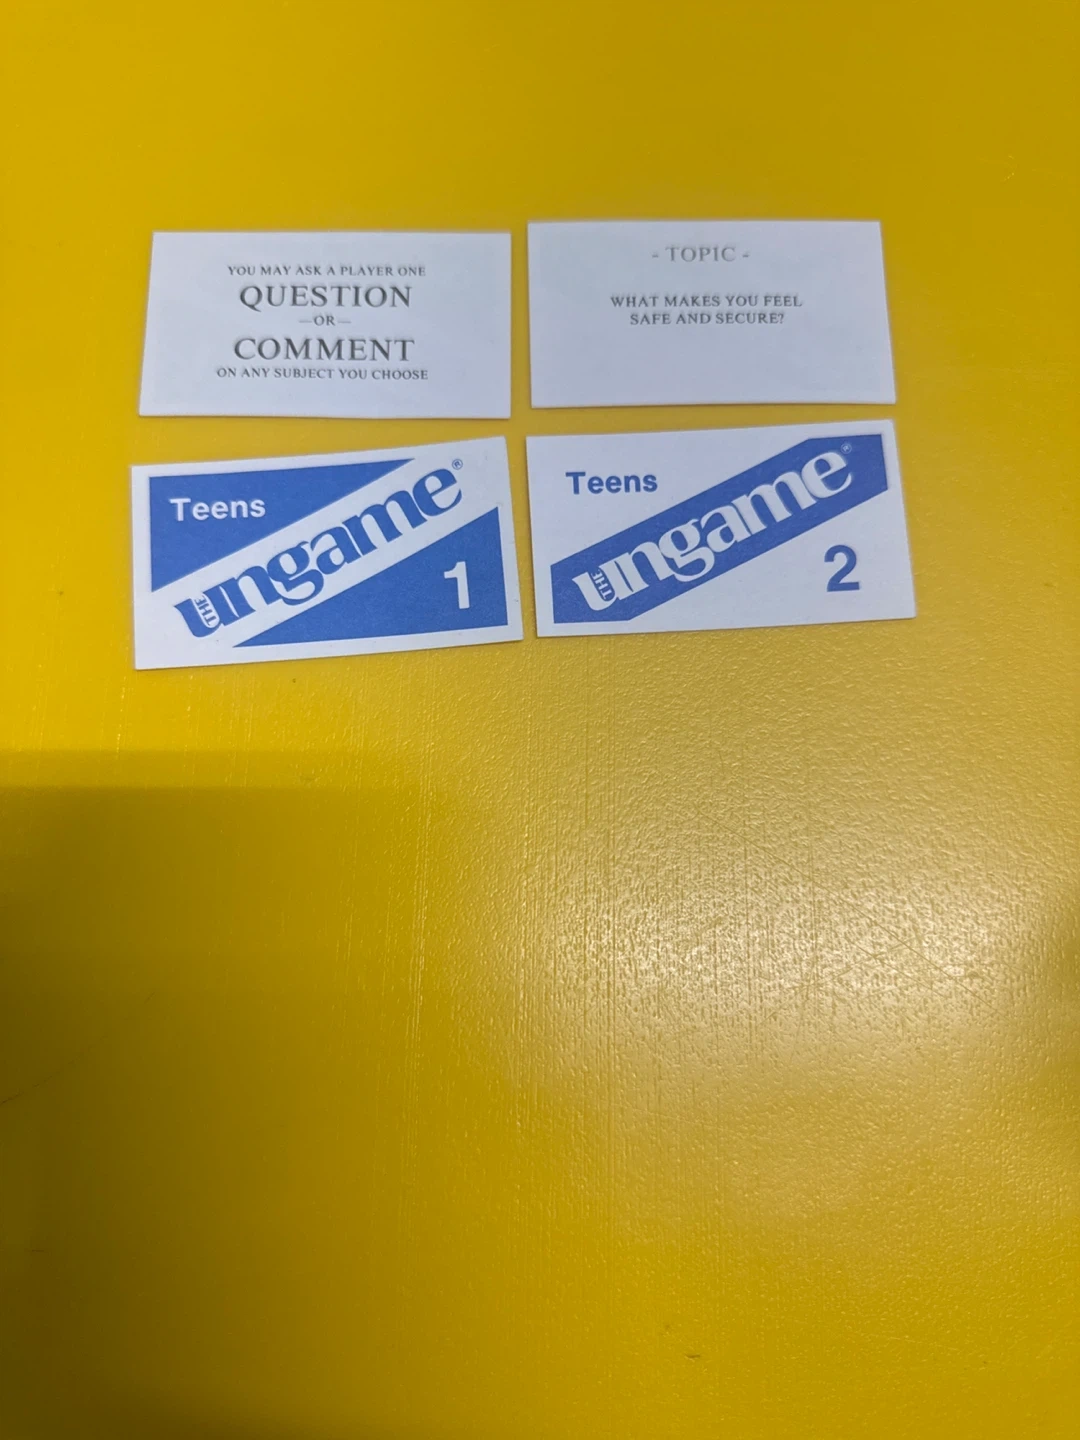 YOU MAY ASK A PLAYER ONE
QUESTION
—OR—
COMMENT
ON ANY SUBJECT YOU CHOOSE
- TOPIC -
WHAT MAKES YOU FEEL
SAFE AND SECURE?
Teens
THE ungame®
1
Teens
THE ungame®
2